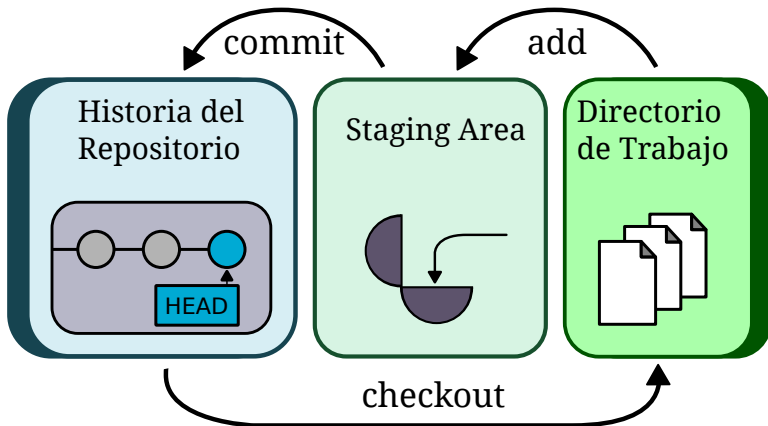 commit
add
Historia del
Repositorio
Staging Area
Directorio
de Trabajo
HEAD
checkout